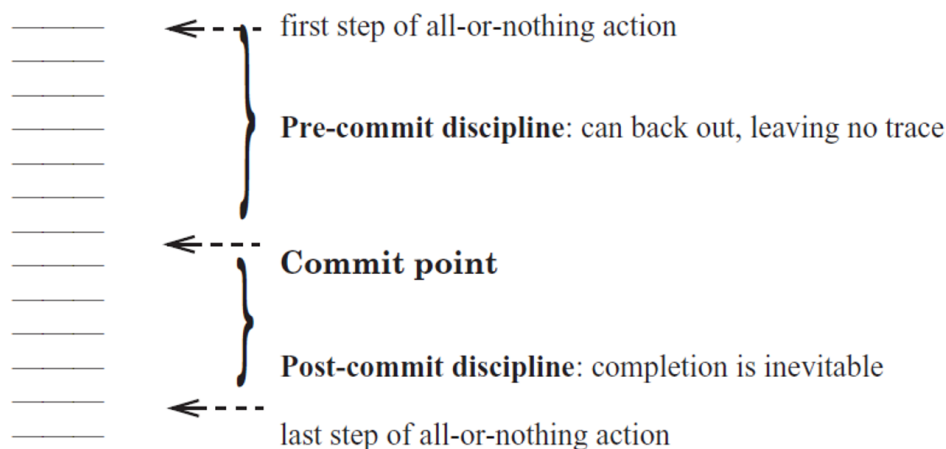 first step of all-or-nothing action
Pre-commit discipline: can back out, leaving no trace
Commit point
Post-commit discipline: completion is inevitable
last step of all-or-nothing action